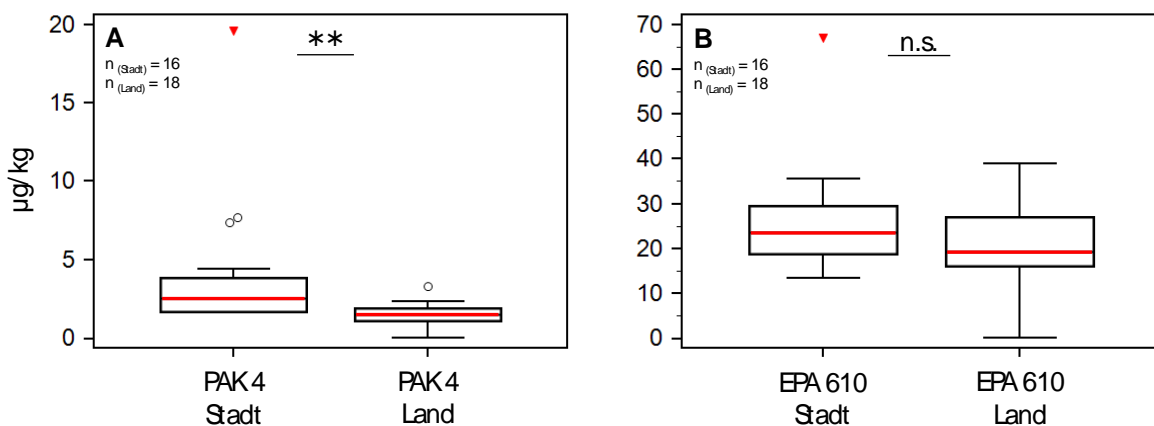 A
**
n (Stadt) = 16
n (Land) = 18
20
15
10
5
0
µg/kg
PAK 4
Stadt
PAK 4
Land
B
n.s.
n (Stadt) = 16
n (Land) = 18
70
60
50
40
30
20
10
0
EPA 610
Stadt
EPA 610
Land